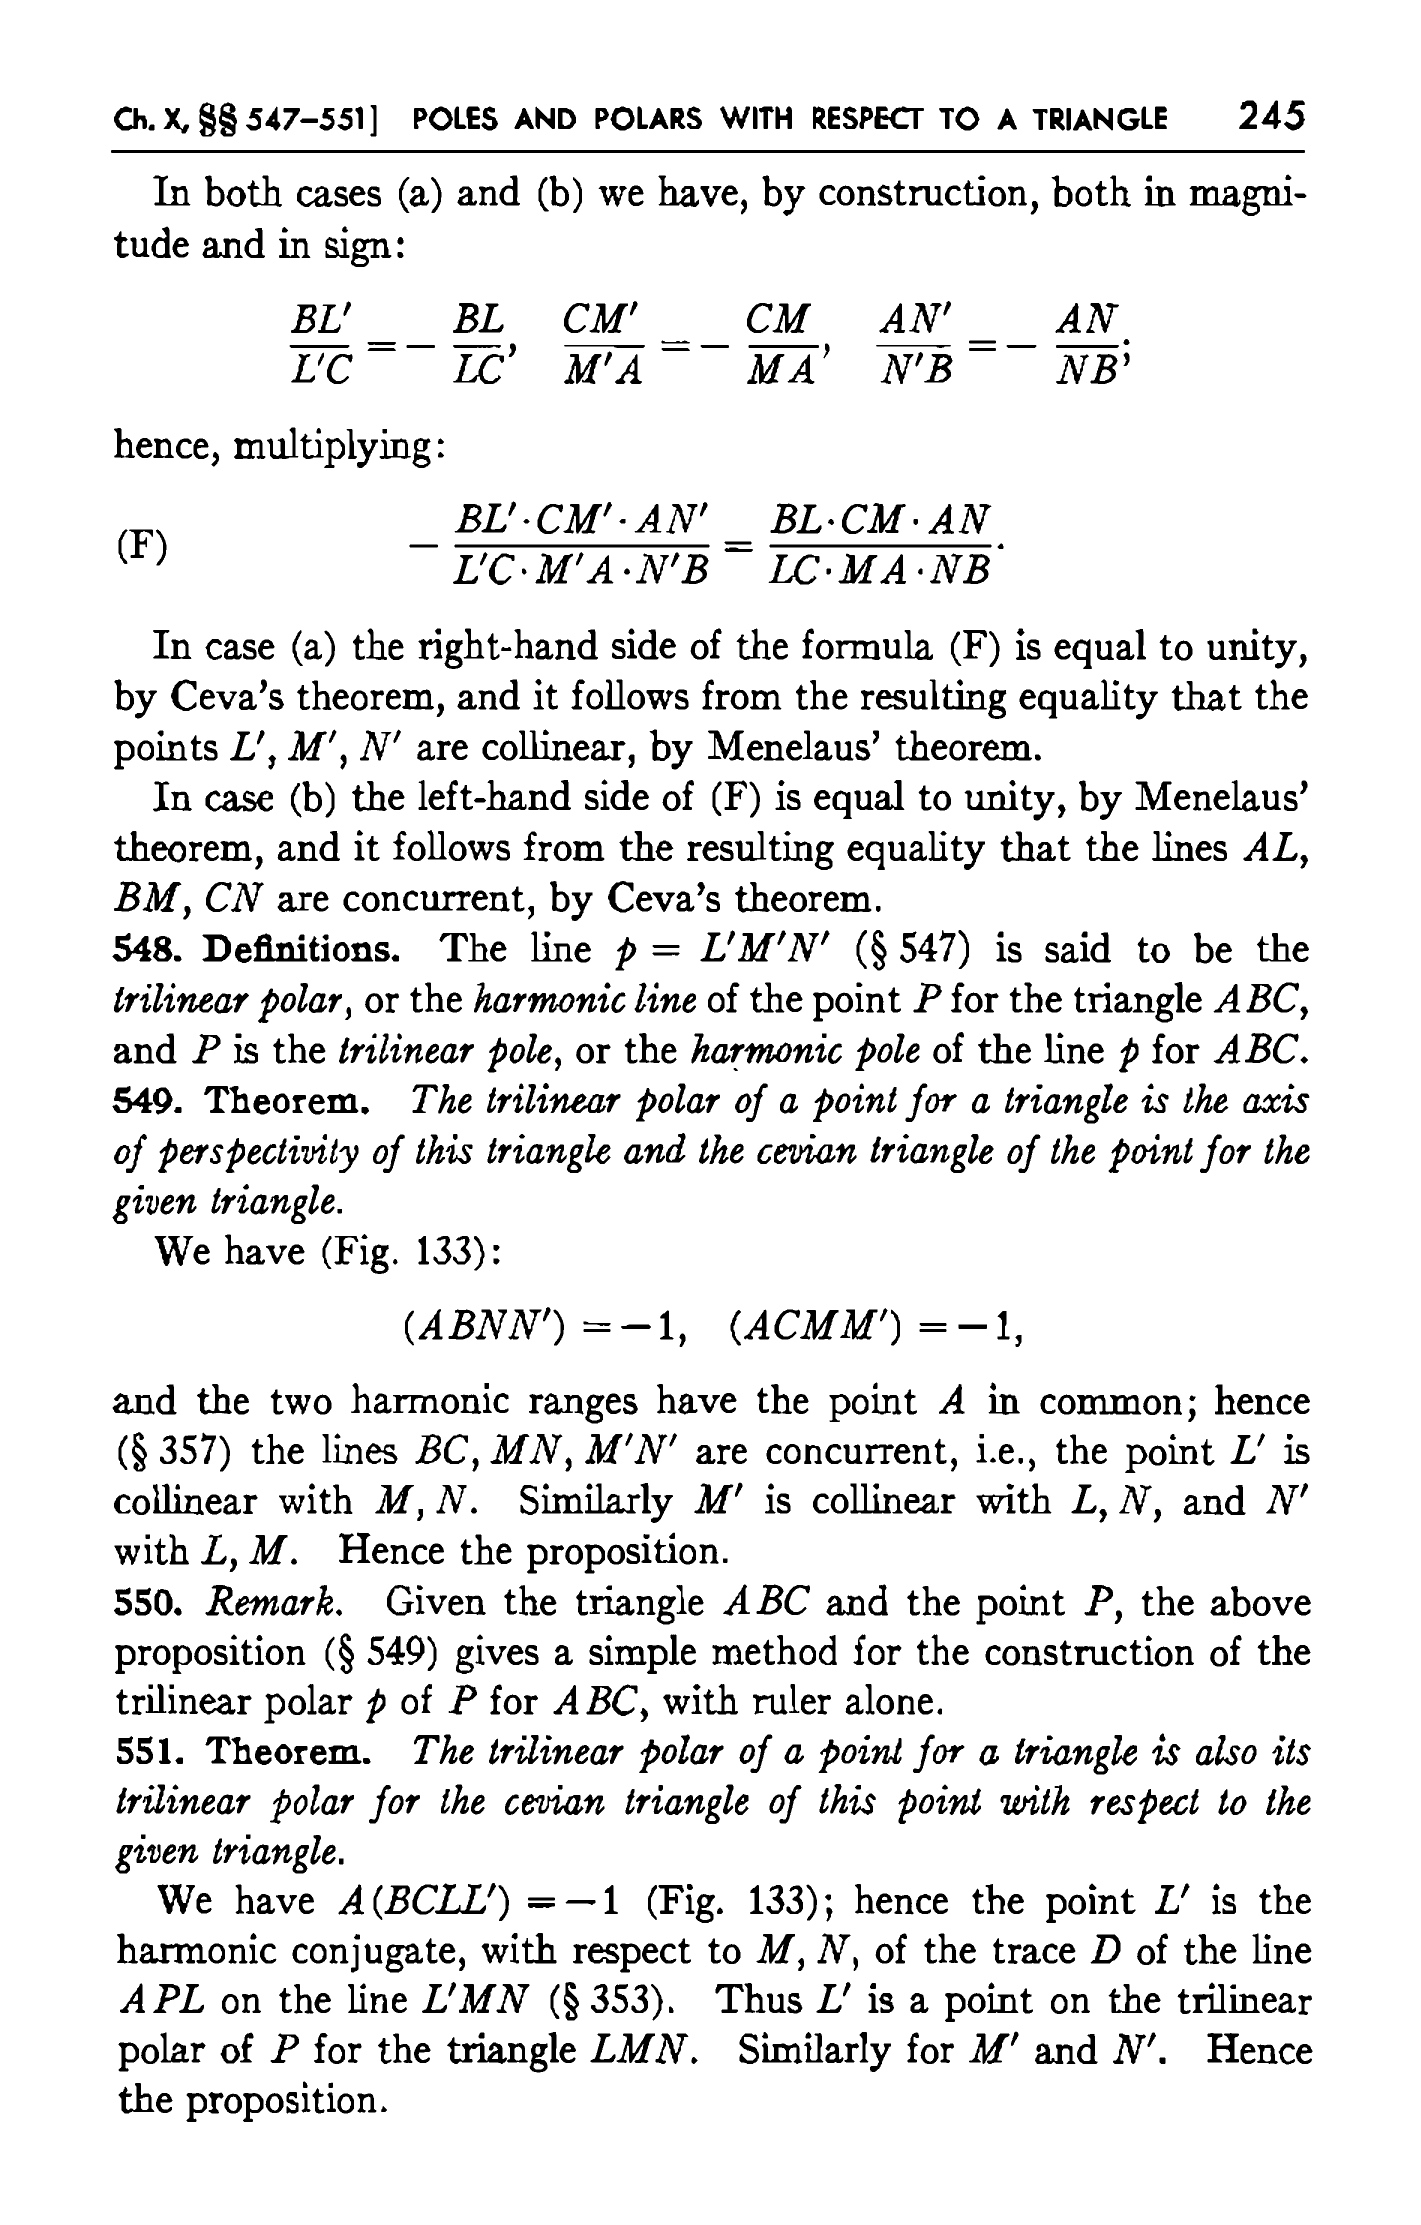 Ch. X, §§ 547–551] POLES AND POLARS WITH RESPECT TO A TRIANGLE 245
In both cases (a) and (b) we have, by construction, both in magni-
tude and in sign:
BL'/L'C = − BL/LC, CM'/M'A = − CM/MA, AN'/N'B = − AN/NB;
hence, multiplying:
(F) − BL'·CM'·AN'/L'C·M'A·N'B = BL·CM·AN/LC·MA·NB.
In case (a) the right-hand side of the formula (F) is equal to unity,
by Ceva's theorem, and it follows from the resulting equality that the
points L', M', N' are collinear, by Menelaus' theorem.
In case (b) the left-hand side of (F) is equal to unity, by Menelaus'
theorem, and it follows from the resulting equality that the lines AL,
BM, CN are concurrent, by Ceva's theorem.
548. Definitions. The line p = L'M'N' (§ 547) is said to be the
trilinear polar, or the harmonic line of the point P for the triangle ABC,
and P is the trilinear pole, or the harmonic pole of the line p for ABC.
549. Theorem. The trilinear polar of a point for a triangle is the axis
of perspectivity of this triangle and the cevian triangle of the point for the
given triangle.
We have (Fig. 133):
(ABNN') = −1, (ACMM') = −1,
and the two harmonic ranges have the point A in common; hence
(§ 357) the lines BC, MN, M'N' are concurrent, i.e., the point L' is
collinear with M, N. Similarly M' is collinear with L, N, and N'
with L, M. Hence the proposition.
550. Remark. Given the triangle ABC and the point P, the above
proposition (§ 549) gives a simple method for the construction of the
trilinear polar p of P for ABC, with ruler alone.
551. Theorem. The trilinear polar of a point for a triangle is also its
trilinear polar for the cevian triangle of this point with respect to the
given triangle.
We have A(BCLL') = −1 (Fig. 133); hence the point L' is the
harmonic conjugate, with respect to M, N, of the trace D of the line
APL on the line L'MN (§ 353). Thus L' is a point on the trilinear
polar of P for the triangle LMN. Similarly for M' and N'. Hence
the proposition.